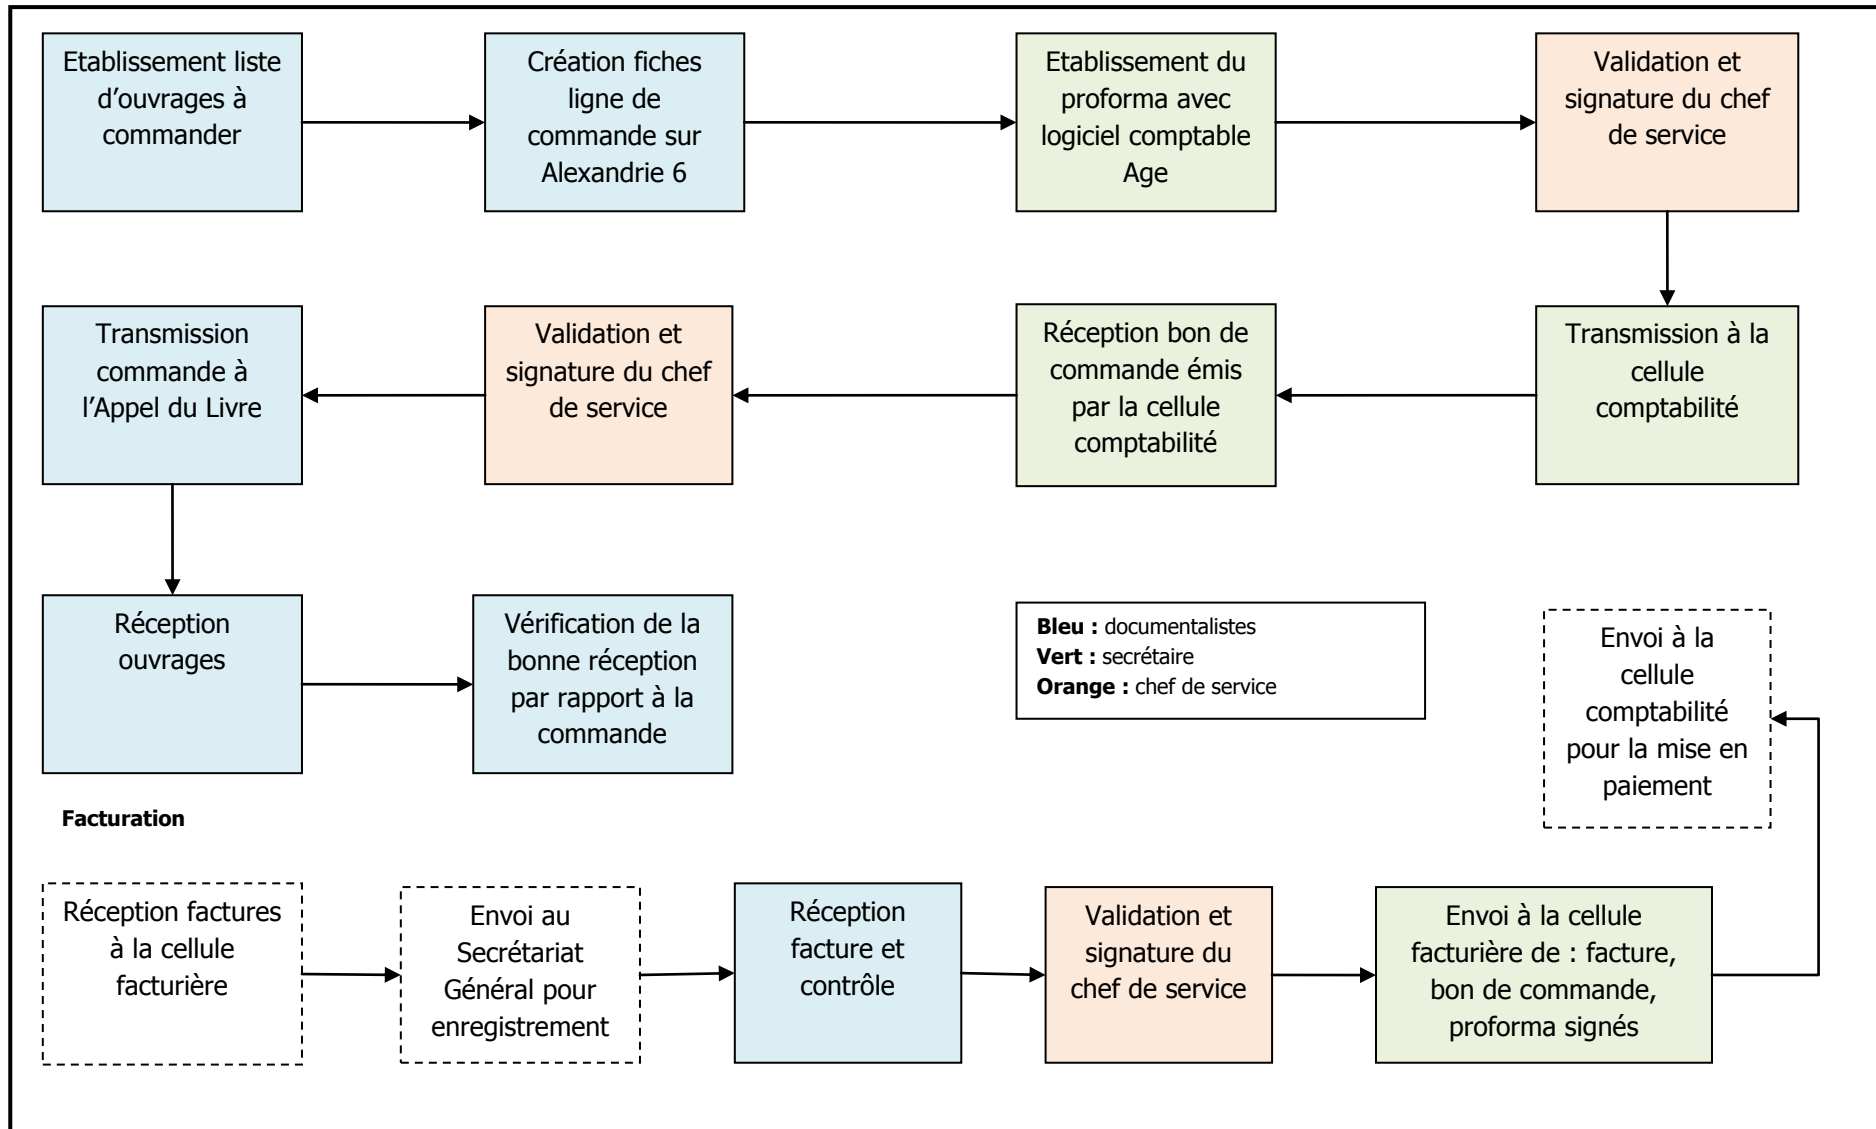 Etablissement liste
d’ouvrages à
commander
Création fiches
ligne de
commande sur
Alexandrie 6
Etablissement du
proforma avec
logiciel comptable
Age
Validation et
signature du chef
de service
Transmission
commande à
l’Appel du Livre
Validation et
signature du chef
de service
Réception bon de
commande émis
par la cellule
comptabilité
Transmission à la
cellule
comptabilité
Réception
ouvrages
Vérification de la
bonne réception
par rapport à la
commande
Bleu : documentalistes
Vert : secrétaire
Orange : chef de service
Envoi à la
cellule
comptabilité
pour la mise en
paiement
Facturation
Réception factures
à la cellule
facturière
Envoi au
Secrétariat
Général pour
enregistrement
Réception
facture et
contrôle
Validation et
signature du
chef de service
Envoi à la cellule
facturière de : facture,
bon de commande,
proforma signés